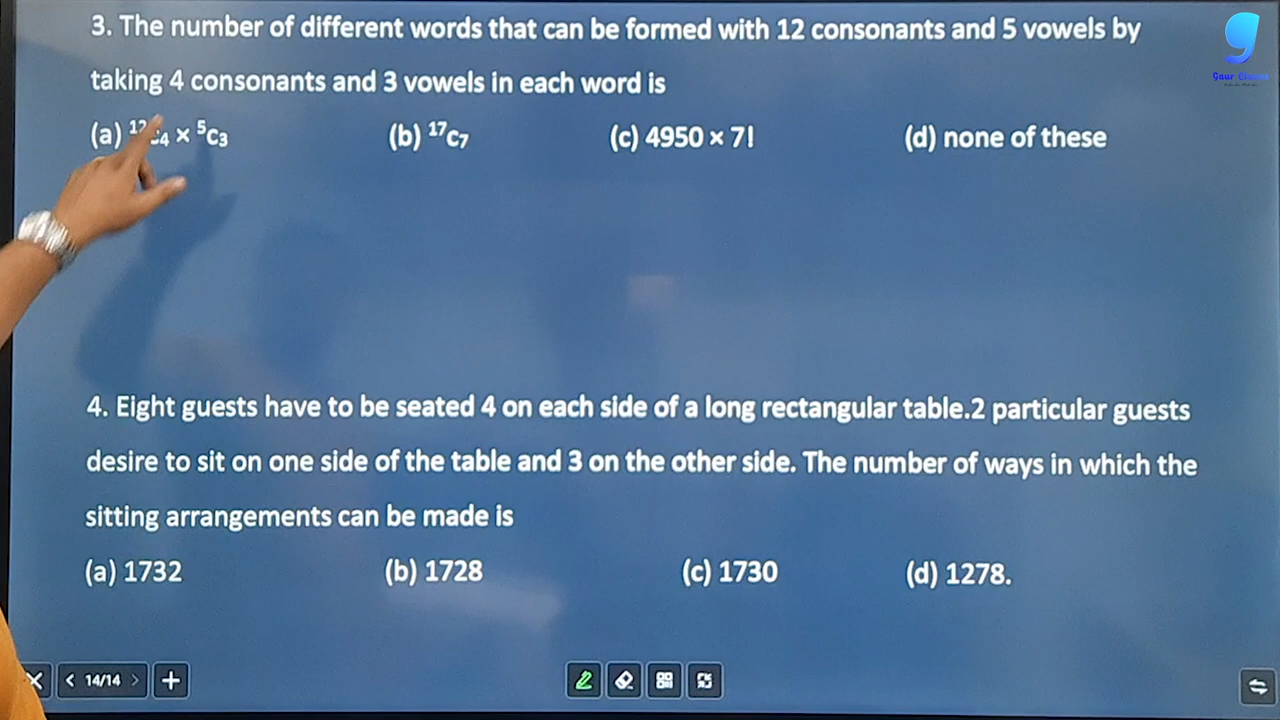 3. The number of different words that can be formed with 12 consonants and 5 vowels by
taking 4 consonants and 3 vowels in each word is
(a) ¹²C₄ × ⁵C₃ (b) ¹⁷C₇ (c) 4950 × 7! (d) none of these
4. Eight guests have to be seated 4 on each side of a long rectangular table.2 particular guests
desire to sit on one side of the table and 3 on the other side. The number of ways in which the
sitting arrangements can be made is
(a) 1732 (b) 1728 (c) 1730 (d) 1278.
14/14
Gaur Classes